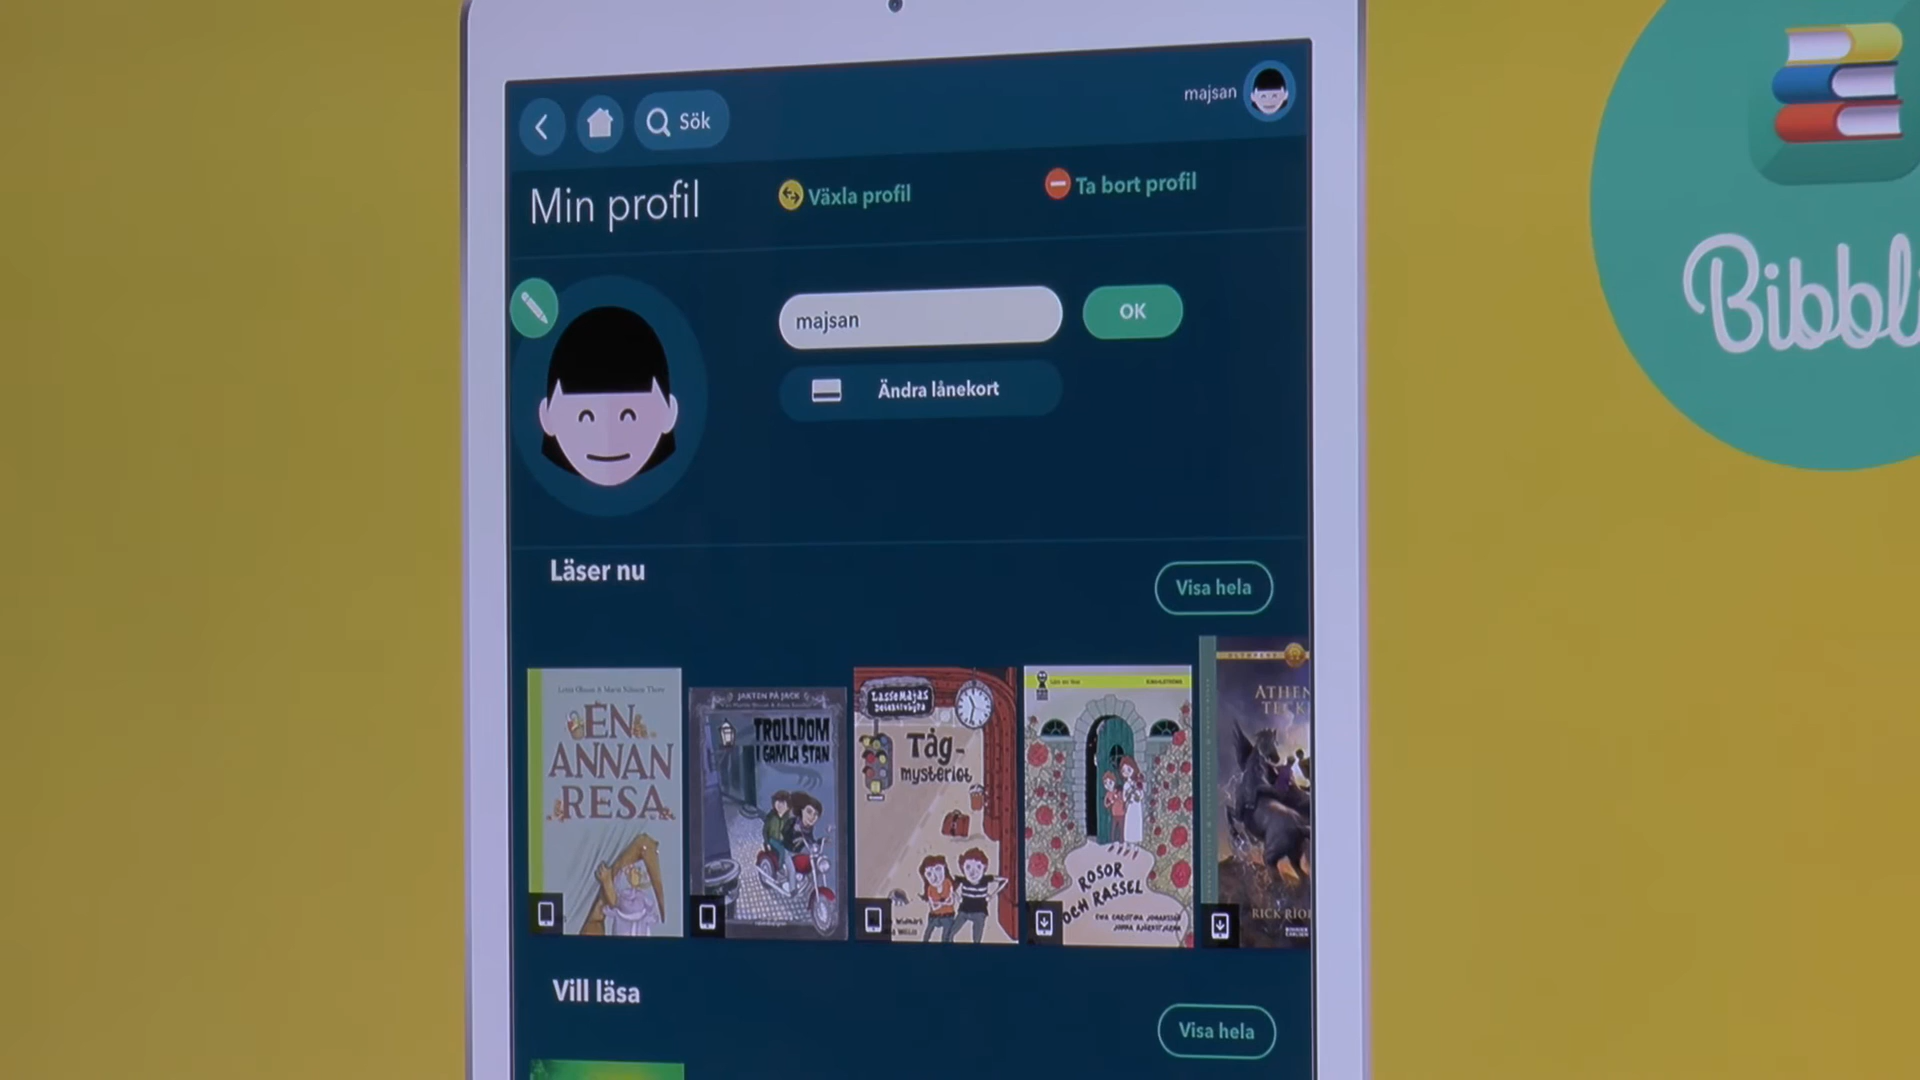 Sök
majsan
Min profil
Växla profil
Ta bort profil
majsan
OK
Ändra lånekort
Läser nu
Visa hela
EN
ANNAN
RESA
JAKTEN PÅ JACK
TROLLDOM
I GAMLA STAN
LasseMajas
Detektivbyrå
Tåg-
mysteriet
ROSOR
OCH RASSEL
ATHEN
RICK RIO
Vill läsa
Visa hela
Bibbl